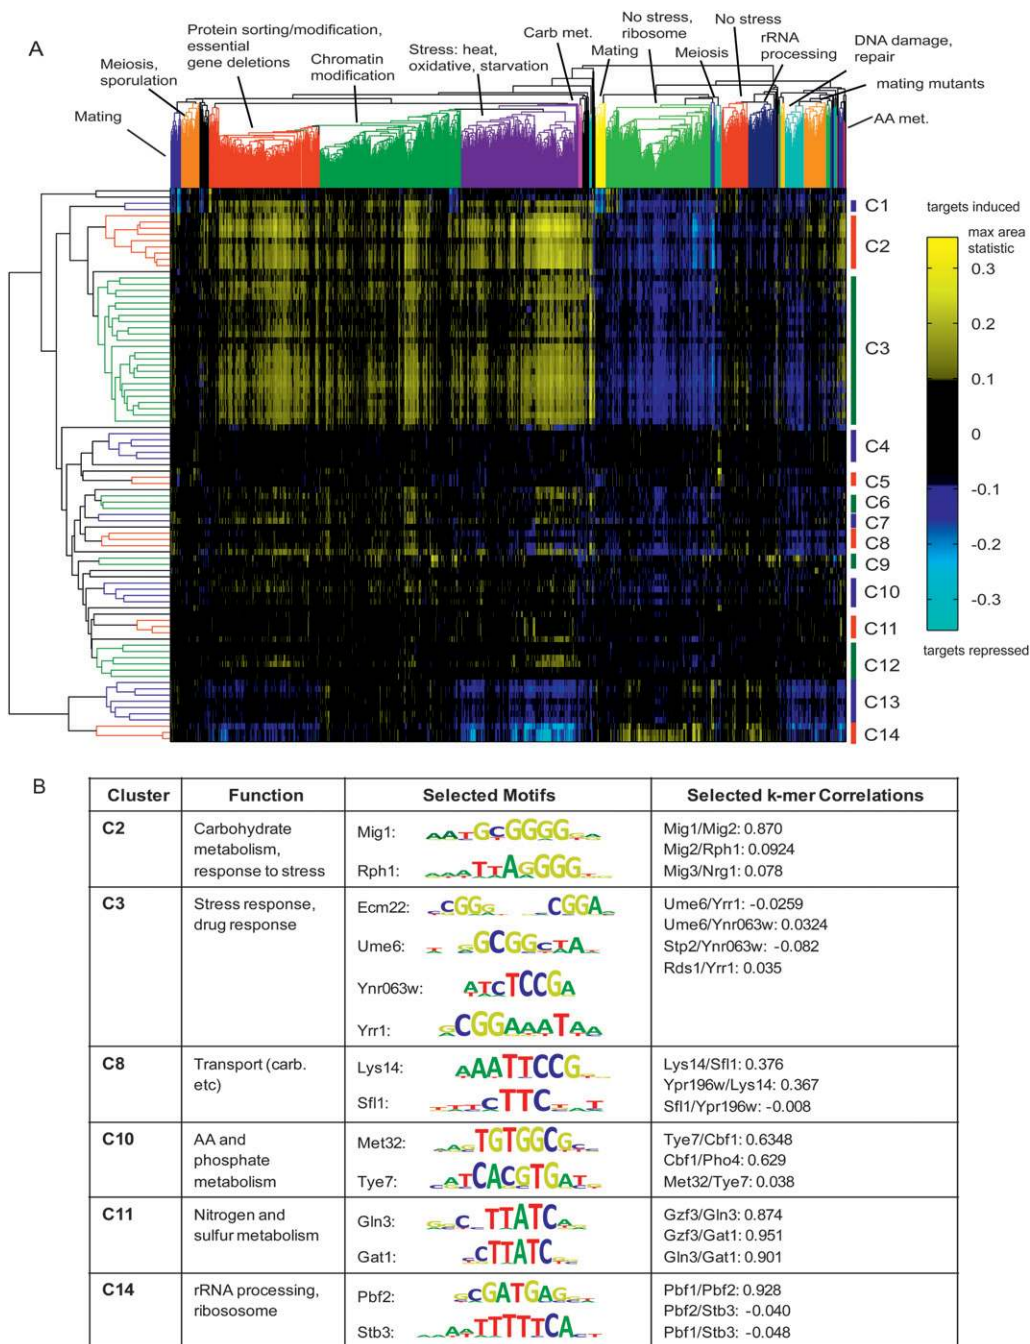 A
Meiosis,
sporulation
Mating
Protein sorting/modification,
essential
gene deletions
Chromatin
modification
Stress: heat,
oxidative, starvation
Carb met.
Mating
No stress,
ribosome
Meiosis
No stress
rRNA
processing
DNA damage,
repair
mating mutants
AA met.
C1
C2
C3
C4
C5
C6
C7
C8
C9
C10
C11
C12
C13
C14
targets induced
max area
statistic
0.3
0.2
0.1
0
-0.1
-0.2
-0.3
targets repressed
B
Cluster Function Selected Motifs Selected k-mer Correlations
C2
Carbohydrate
metabolism,
response to stress
Mig1:
Rph1:
Mig1/Mig2: 0.870
Mig2/Rph1: 0.0924
Mig3/Nrg1: 0.078
C3
Stress response,
drug response
Ecm22:
Ume6:
Ynr063w:
Yrr1:
Ume6/Yrr1: -0.0259
Ume6/Ynr063w: 0.0324
Stp2/Ynr063w: -0.082
Rds1/Yrr1: 0.035
C8
Transport (carb.
etc)
Lys14:
Sfl1:
Lys14/Sfl1: 0.376
Ypr196w/Lys14: 0.367
Sfl1/Ypr196w: -0.008
C10
AA and
phosphate
metabolism
Met32:
Tye7:
Tye7/Cbf1: 0.6348
Cbf1/Pho4: 0.629
Met32/Tye7: 0.038
C11
Nitrogen and
sulfur metabolism
Gln3:
Gat1:
Gzf3/Gln3: 0.874
Gzf3/Gat1: 0.951
Gln3/Gat1: 0.901
C14
rRNA processing,
ribososome
Pbf2:
Stb3:
Pbf1/Pbf2: 0.928
Pbf2/Stb3: -0.040
Pbf1/Stb3: -0.048